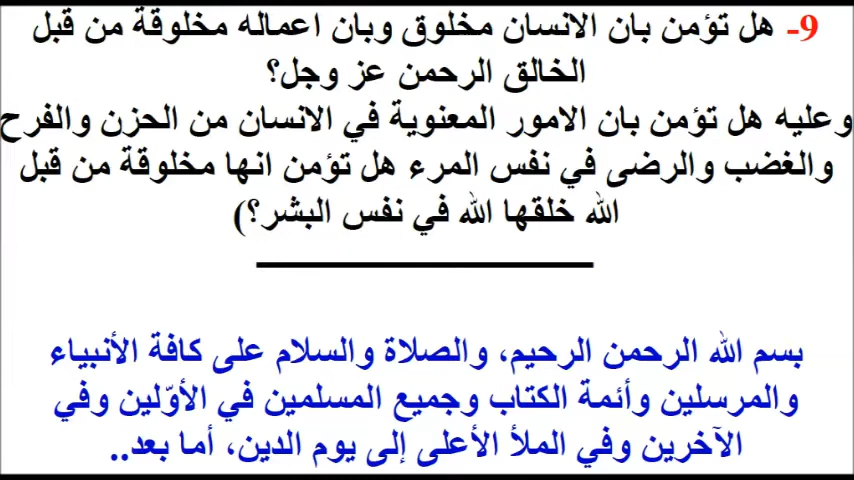 9- هل تؤمن بان الانسان مخلوق وبان اعماله مخلوقة من قبل
الخالق الرحمن عز وجل؟
وعليه هل تؤمن بان الامور المعنوية في الانسان من الحزن والفرح
والغضب والرضى في نفس المرء هل تؤمن انها مخلوقة من قبل
الله خلقها الله في نفس البشر؟)
بسم الله الرحمن الرحيم، والصلاة والسلام على كافة الأنبياء
والمرسلين وأئمة الكتاب وجميع المسلمين في الأوّلين وفي
الآخرين وفي الملأ الأعلى إلى يوم الدين، أما بعد..